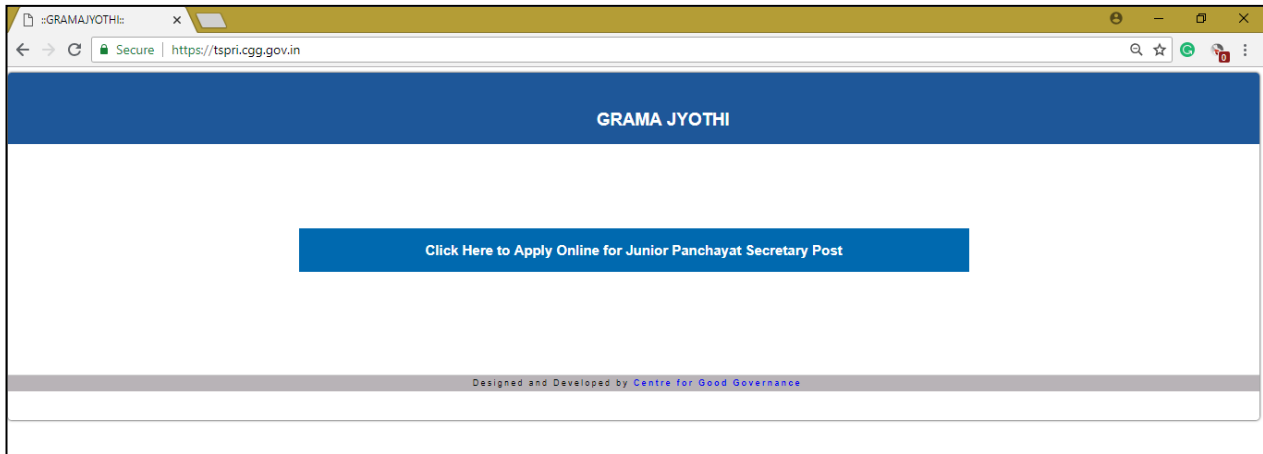 ::GRAMAJYOTHI::
Secure | https://tspri.cgg.gov.in
0
GRAMA JYOTHI
Click Here to Apply Online for Junior Panchayat Secretary Post
Designed and Developed by Centre for Good Governance